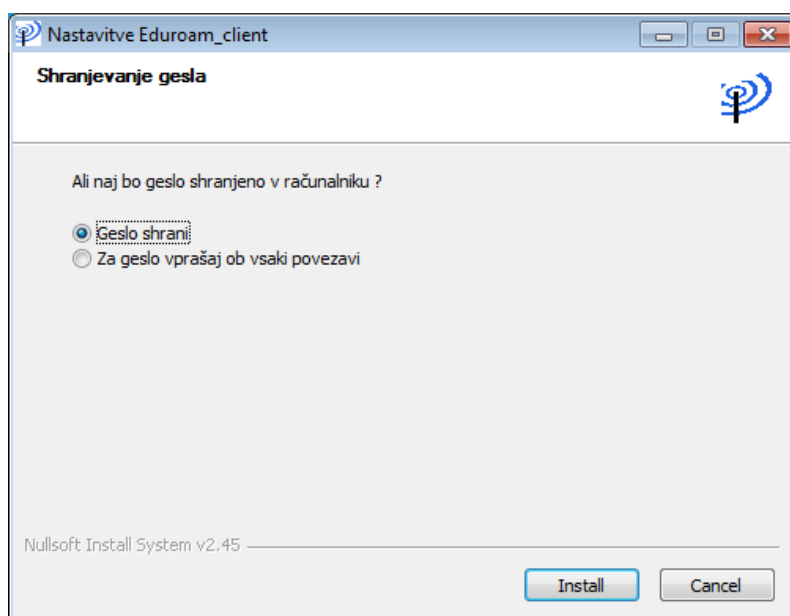 Nastavitve Eduroam_client
Shranjevanje gesla
Ali naj bo geslo shranjeno v računalniku ?
Geslo shrani
Za geslo vprašaj ob vsaki povezavi
Nullsoft Install System v2.45
Install
Cancel